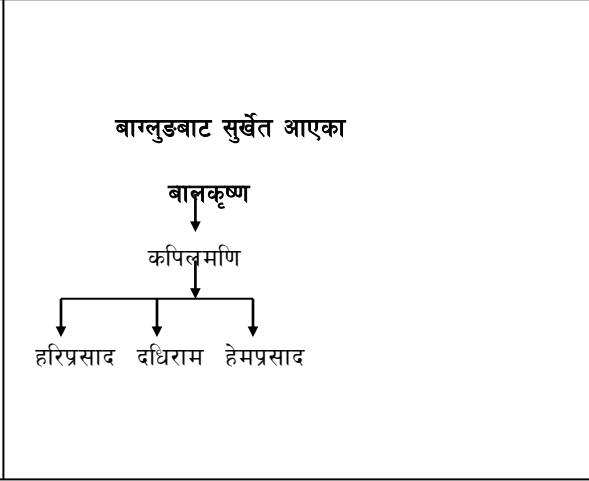 बाग्लुङबाट सुर्खेत आएका
बालकृष्ण
कपिलमणि
हरिप्रसाद दधिराम हेमप्रसाद